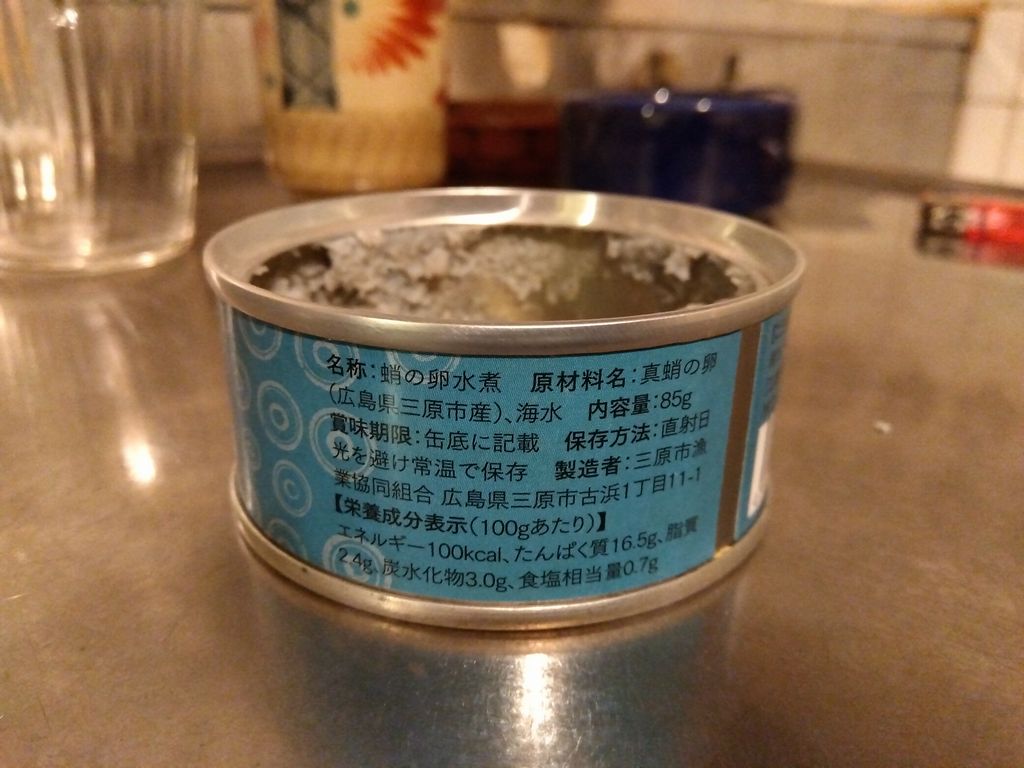 名称:蛸の卵水煮　原材料名:真蛸の卵
(広島県三原市産)、海水　内容量:85g
賞味期限:缶底に記載　保存方法:直射日
光を避け常温で保存　製造者:三原市漁
業協同組合 広島県三原市古浜1丁目11-1
【栄養成分表示(100gあたり)】
エネルギー100kcal、たんぱく質16.5g、脂質
2.4g、炭水化物3.0g、食塩相当量0.7g